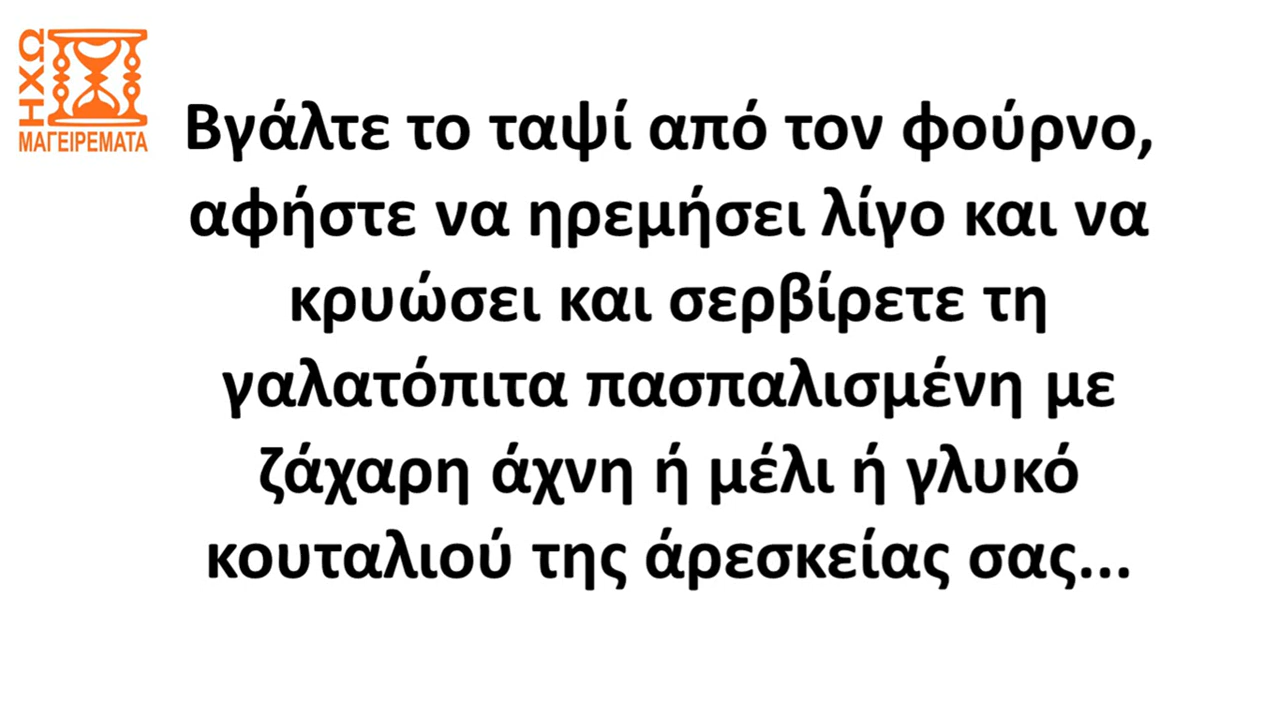 ΗΧΩ
ΜΑΓΕΙΡΕΜΑΤΑ
Βγάλτε το ταψί από τον φούρνο,
αφήστε να ηρεμήσει λίγο και να
κρυώσει και σερβίρετε τη
γαλατόπιτα πασπαλισμένη με
ζάχαρη άχνη ή μέλι ή γλυκό
κουταλιού της άρεσκείας σας...